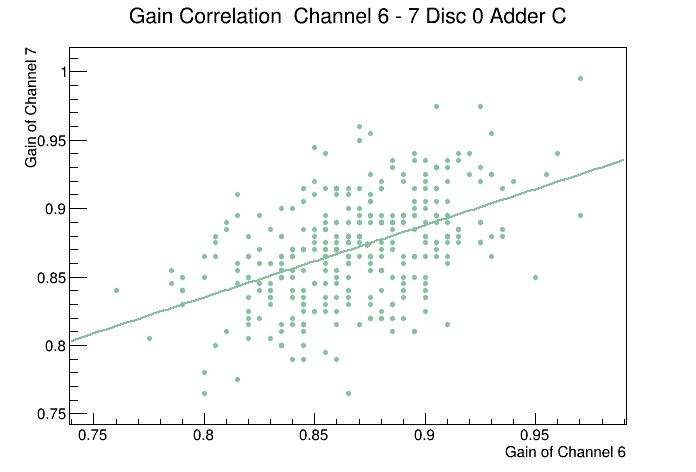 Gain Correlation  Channel 6 - 7 Disc 0 Adder C
Gain of Channel 7
1
0.95
0.9
0.85
0.8
0.75
0.75 0.8 0.85 0.9 0.95
Gain of Channel 6